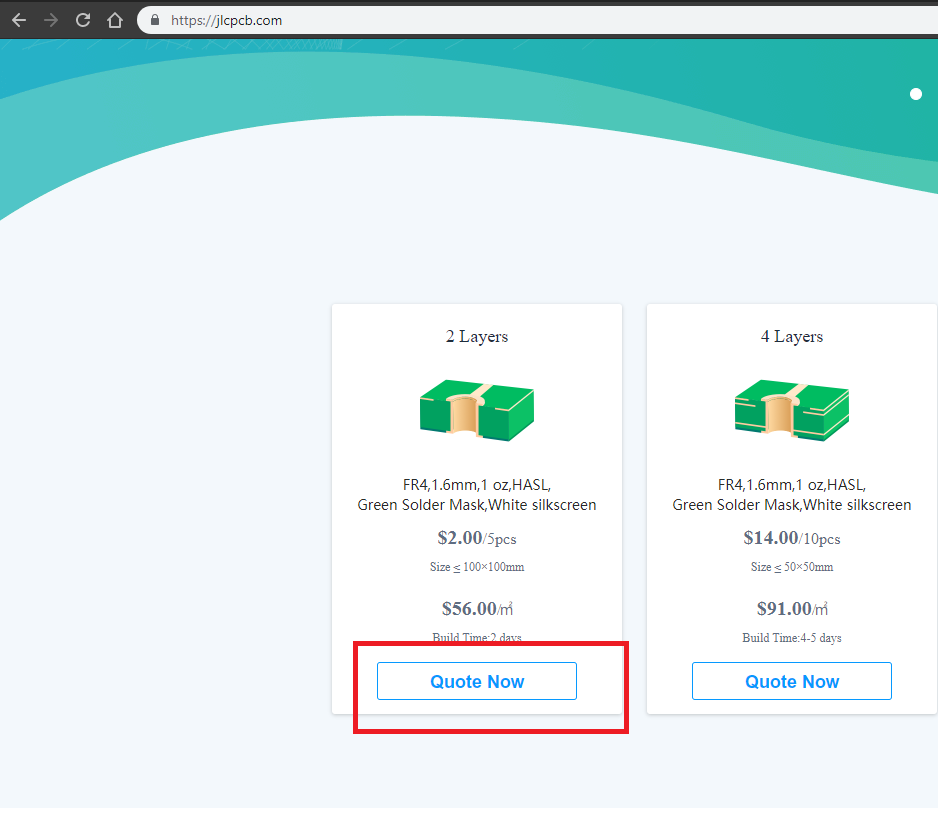 https://jlcpcb.com
2 Layers
FR4,1.6mm,1 oz,HASL,
Green Solder Mask,White silkscreen
$2.00/5pcs
Size ≤ 100×100mm
$56.00/㎡
Build Time:2 days
Quote Now
4 Layers
FR4,1.6mm,1 oz,HASL,
Green Solder Mask,White silkscreen
$14.00/10pcs
Size ≤ 50×50mm
$91.00/㎡
Build Time:4-5 days
Quote Now